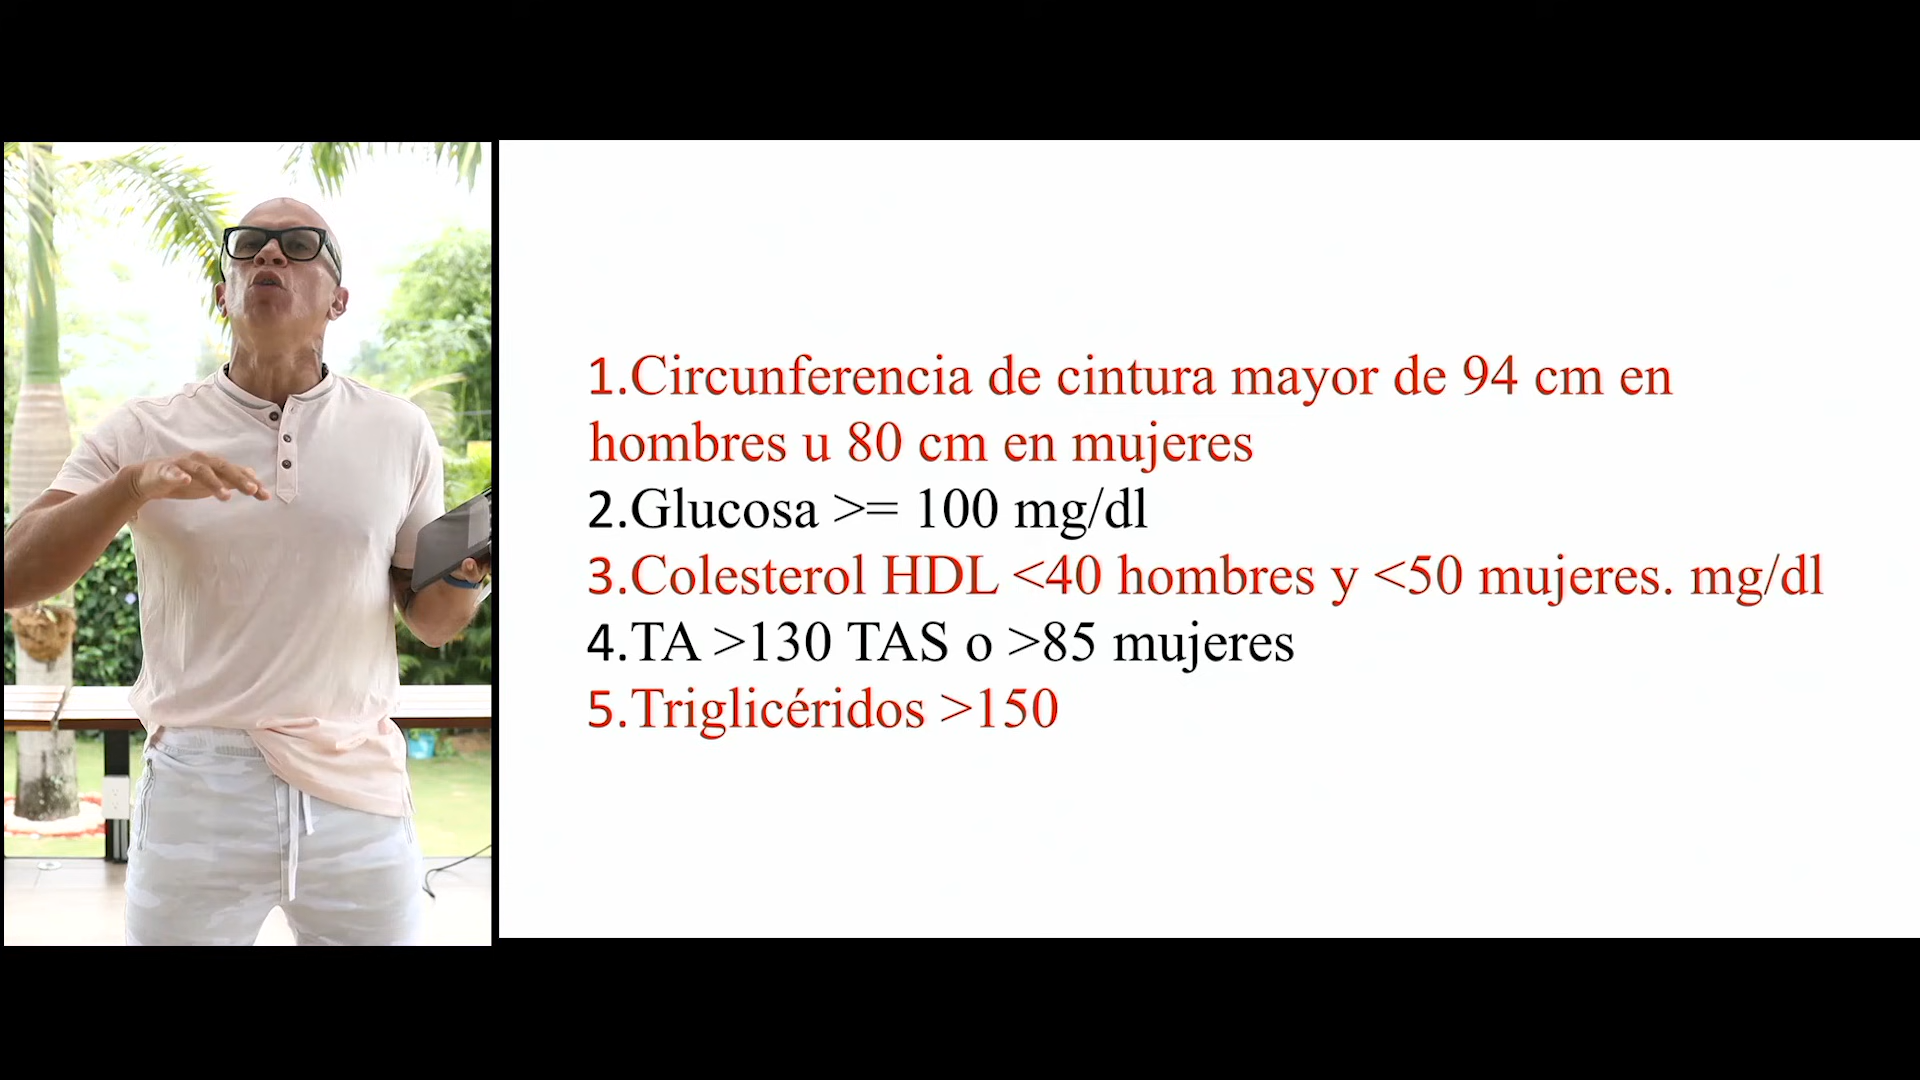 1.Circunferencia de cintura mayor de 94 cm en
hombres u 80 cm en mujeres
2.Glucosa >= 100 mg/dl
3.Colesterol HDL <40 hombres y <50 mujeres. mg/dl
4.TA >130 TAS o >85 mujeres
5.Triglicéridos >150